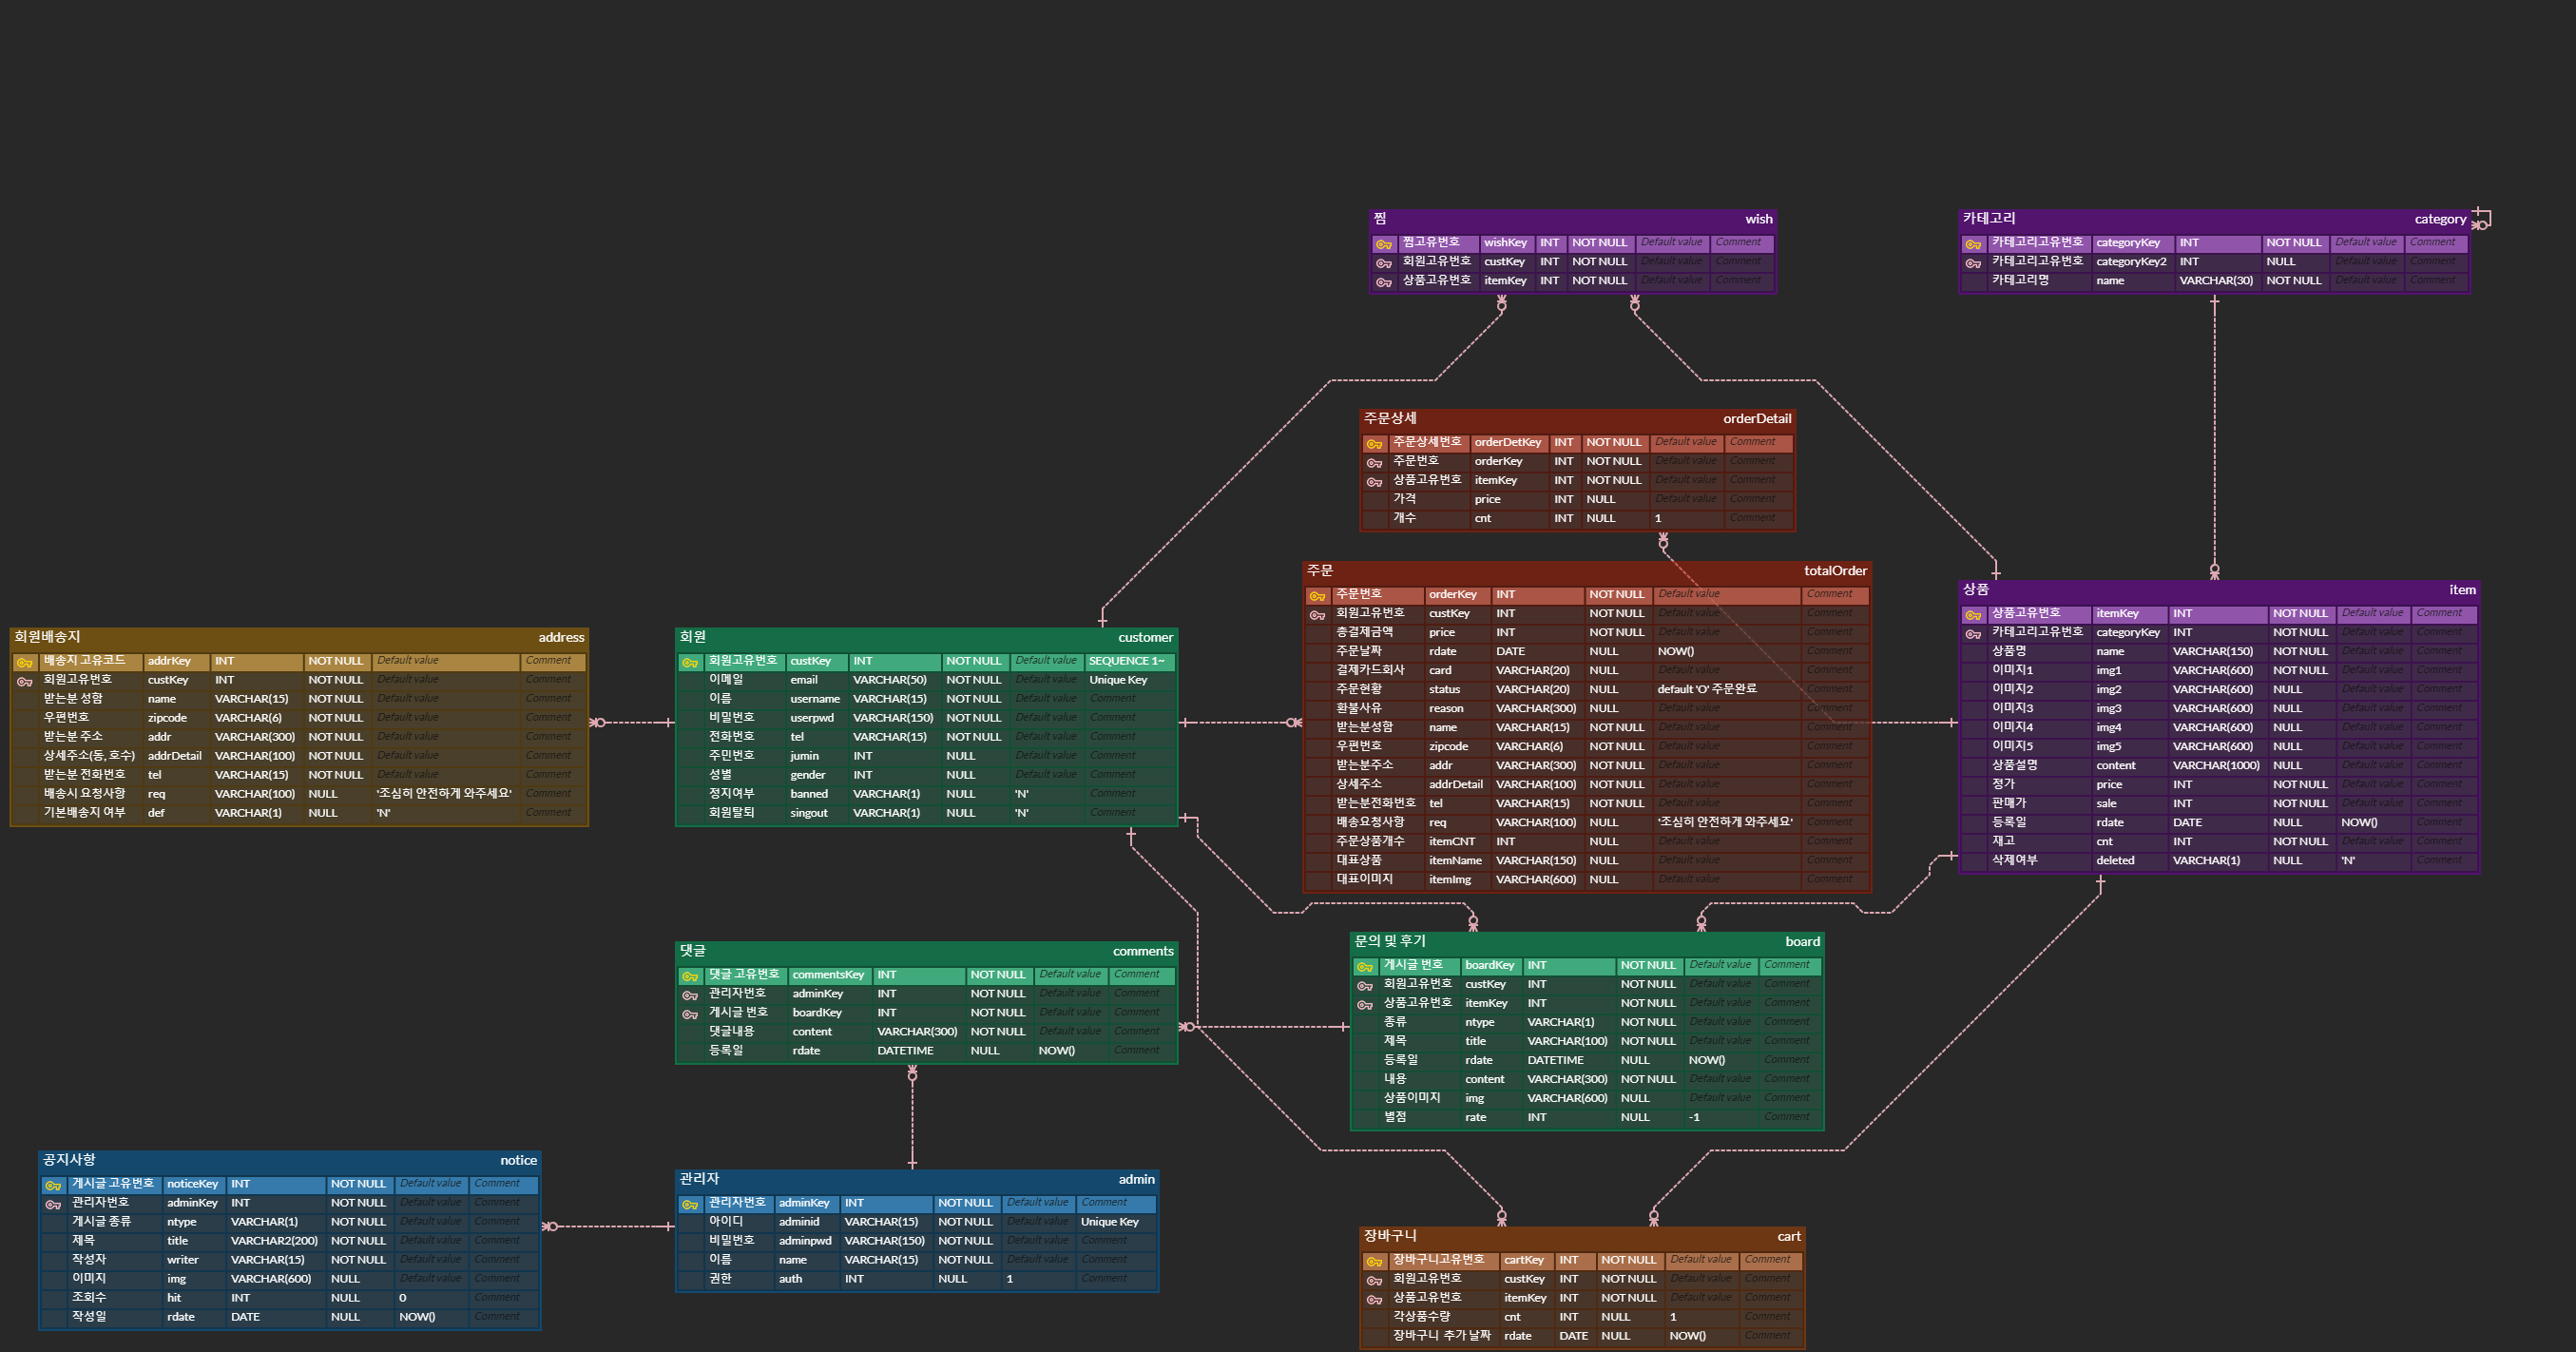 찜 wish
찜고유번호 wishKey INT NOT NULL Default value Comment
회원고유번호 custKey INT NOT NULL Default value Comment
상품고유번호 itemKey INT NOT NULL Default value Comment
카테고리 category
카테고리고유번호 categoryKey INT NOT NULL Default value Comment
카테고리고유번호 categoryKey2 INT NULL Default value Comment
카테고리명 name VARCHAR(30) NOT NULL Default value Comment
주문상세 orderDetail
주문상세번호 orderDetKey INT NOT NULL Default value Comment
주문번호 orderKey INT NOT NULL Default value Comment
상품고유번호 itemKey INT NOT NULL Default value Comment
가격 price INT NULL Default value Comment
개수 cnt INT NULL 1 Comment
주문 totalOrder
주문번호 orderKey INT NOT NULL Default value Comment
회원고유번호 custKey INT NOT NULL Default value Comment
총결제금액 price INT NOT NULL Default value Comment
주문날짜 rdate DATE NULL NOW() Comment
결제카드회사 card VARCHAR(20) NULL Default value Comment
주문현황 status VARCHAR(20) NULL default 'O' 주문완료 Comment
환불사유 reason VARCHAR(300) NULL Default value Comment
받는분성함 name VARCHAR(15) NOT NULL Default value Comment
우편번호 zipcode VARCHAR(6) NOT NULL Default value Comment
받는분주소 addr VARCHAR(300) NOT NULL Default value Comment
상세주소 addrDetail VARCHAR(100) NOT NULL Default value Comment
받는분전화번호 tel VARCHAR(15) NOT NULL Default value Comment
배송요청사항 req VARCHAR(100) NULL '조심히 안전하게 와주세요' Comment
주문상품개수 itemCNT INT NULL Default value Comment
대표상품 itemName VARCHAR(150) NULL Default value Comment
대표이미지 itemImg VARCHAR(600) NULL Default value Comment
상품 item
상품고유번호 itemKey INT NOT NULL Default value Comment
카테고리고유번호 categoryKey INT NOT NULL Default value Comment
상품명 name VARCHAR(150) NOT NULL Default value Comment
이미지1 img1 VARCHAR(600) NOT NULL Default value Comment
이미지2 img2 VARCHAR(600) NULL Default value Comment
이미지3 img3 VARCHAR(600) NULL Default value Comment
이미지4 img4 VARCHAR(600) NULL Default value Comment
이미지5 img5 VARCHAR(600) NULL Default value Comment
상품설명 content VARCHAR(1000) NULL Default value Comment
정가 price INT NOT NULL Default value Comment
판매가 sale INT NOT NULL Default value Comment
등록일 rdate DATE NULL NOW() Comment
재고 cnt INT NOT NULL Default value Comment
삭제여부 deleted VARCHAR(1) NULL 'N' Comment
회원배송지 address
배송지 고유코드 addrKey INT NOT NULL Default value Comment
회원고유번호 custKey INT NOT NULL Default value Comment
받는분 성함 name VARCHAR(15) NOT NULL Default value Comment
우편번호 zipcode VARCHAR(6) NOT NULL Default value Comment
받는분 주소 addr VARCHAR(300) NOT NULL Default value Comment
상세주소(동, 호수) addrDetail VARCHAR(100) NOT NULL Default value Comment
받는분 전화번호 tel VARCHAR(15) NOT NULL Default value Comment
배송시 요청사항 req VARCHAR(100) NULL '조심히 안전하게 와주세요' Comment
기본배송지 여부 def VARCHAR(1) NULL 'N' Comment
회원 customer
회원고유번호 custKey INT NOT NULL Default value SEQUENCE 1~
이메일 email VARCHAR(50) NOT NULL Default value Unique Key
이름 username VARCHAR(15) NOT NULL Default value Comment
비밀번호 userpwd VARCHAR(150) NOT NULL Default value Comment
전화번호 tel VARCHAR(15) NOT NULL Default value Comment
주민번호 jumin INT NULL Default value Comment
성별 gender INT NULL Default value Comment
정지여부 banned VARCHAR(1) NULL 'N' Comment
회원탈퇴 singout VARCHAR(1) NULL 'N' Comment
댓글 comments
댓글 고유번호 commentsKey INT NOT NULL Default value Comment
관리자번호 adminKey INT NOT NULL Default value Comment
게시글 번호 boardKey INT NOT NULL Default value Comment
댓글내용 content VARCHAR(300) NOT NULL Default value Comment
등록일 rdate DATETIME NULL NOW() Comment
문의 및 후기 board
게시글 번호 boardKey INT NOT NULL Default value Comment
회원고유번호 custKey INT NOT NULL Default value Comment
상품고유번호 itemKey INT NOT NULL Default value Comment
종류 ntype VARCHAR(1) NOT NULL Default value Comment
제목 title VARCHAR(100) NOT NULL Default value Comment
등록일 rdate DATETIME NULL NOW() Comment
내용 content VARCHAR(300) NOT NULL Default value Comment
상품이미지 img VARCHAR(600) NULL Default value Comment
별점 rate INT NULL -1 Comment
공지사항 notice
게시글 고유번호 noticeKey INT NOT NULL Default value Comment
관리자번호 adminKey INT NOT NULL Default value Comment
게시글 종류 ntype VARCHAR(1) NOT NULL Default value Comment
제목 title VARCHAR2(200) NOT NULL Default value Comment
작성자 writer VARCHAR(15) NOT NULL Default value Comment
이미지 img VARCHAR(600) NULL Default value Comment
조회수 hit INT NULL 0 Comment
작성일 rdate DATE NULL NOW() Comment
관리자 admin
관리자번호 adminKey INT NOT NULL Default value Comment
아이디 adminid VARCHAR(15) NOT NULL Default value Unique Key
비밀번호 adminpwd VARCHAR(150) NOT NULL Default value Comment
이름 name VARCHAR(15) NOT NULL Default value Comment
권한 auth INT NULL 1 Comment
장바구니 cart
장바구니고유번호 cartKey INT NOT NULL Default value Comment
회원고유번호 custKey INT NOT NULL Default value Comment
상품고유번호 itemKey INT NOT NULL Default value Comment
각상품수량 cnt INT NULL 1 Comment
장바구니 추가 날짜 rdate DATE NULL NOW() Comment